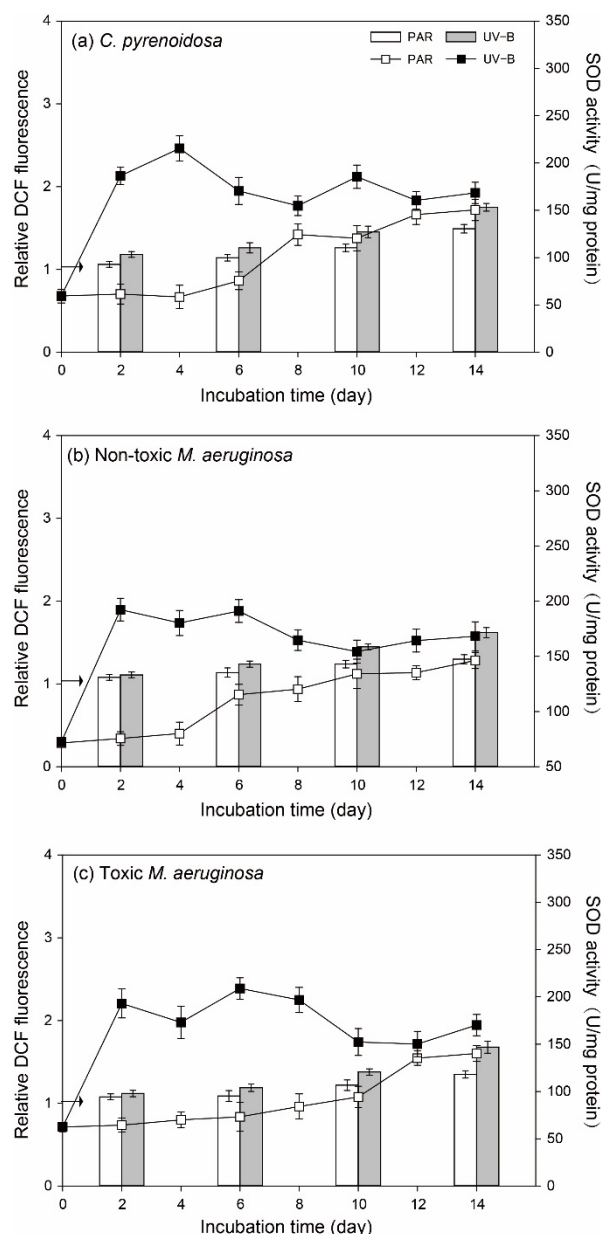 (a) C. pyrenoidosa
PAR UV-B
PAR UV-B
Relative DCF fluorescence
4
3
2
1
0
SOD activity (U/mg protein)
350
300
250
200
150
100
50
0
0 2 4 6 8 10 12 14
Incubation time (day)
(b) Non-toxic M. aeruginosa
Relative DCF fluorescence
4
3
2
1
0
SOD activity (U/mg protein)
350
300
250
200
150
100
50
0 2 4 6 8 10 12 14
Incubation time (day)
(c) Toxic M. aeruginosa
Relative DCF fluorescence
4
3
2
1
0
SOD activity (U/mg protein)
350
300
250
200
150
100
50
0
0 2 4 6 8 10 12 14
Incubation time (day)